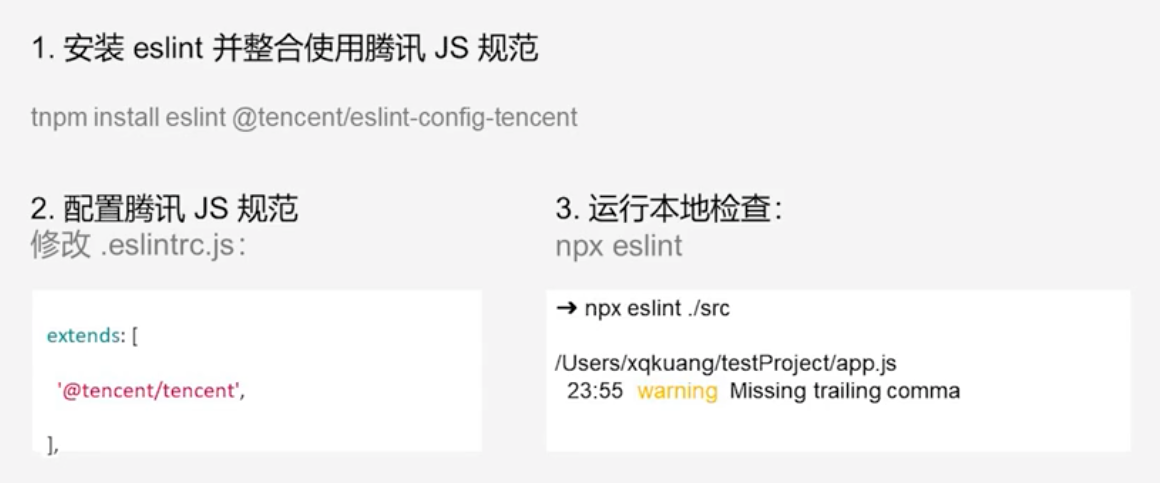 1. 安装 eslint 并整合使用腾讯 JS 规范
tnpm install eslint @tencent/eslint-config-tencent
2. 配置腾讯 JS 规范
修改 .eslintrc.js：
extends: [
'@tencent/tencent',
],
3. 运行本地检查：
npx eslint
➜ npx eslint ./src
/Users/xqkuang/testProject/app.js
23:55 warning Missing trailing comma